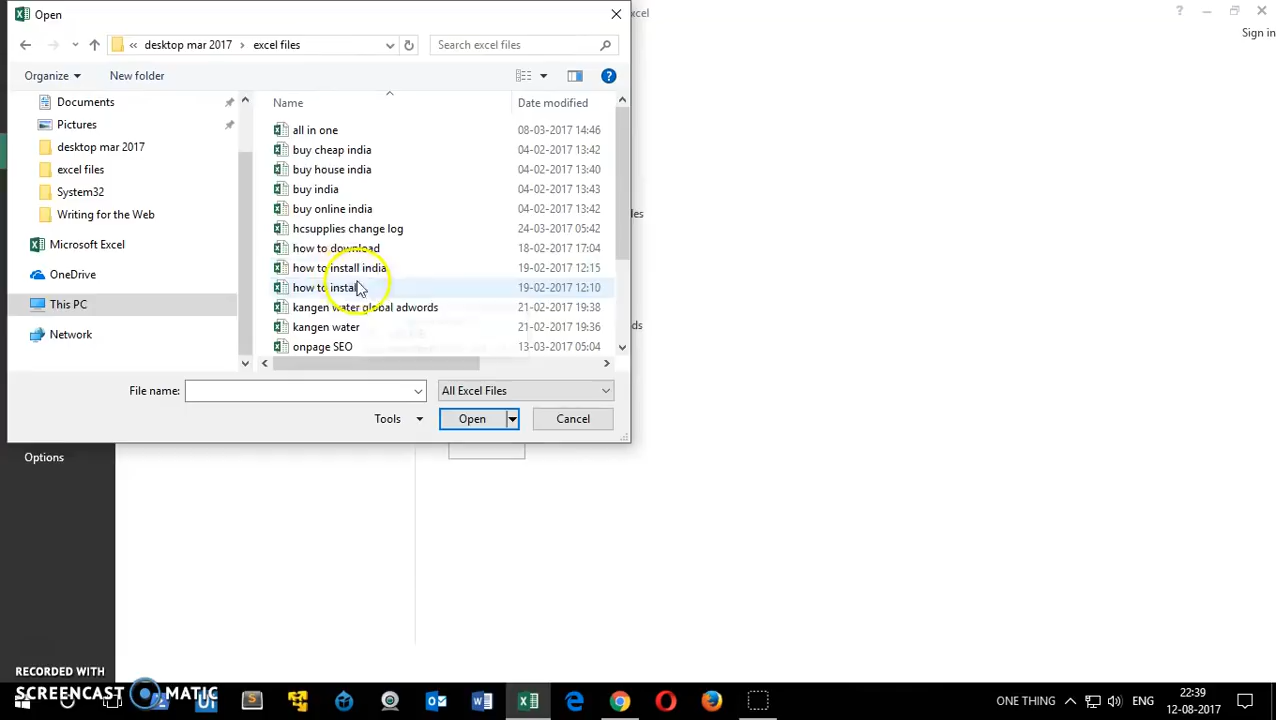 Open
xcel
Sign in
« desktop mar 2017 › excel files
Search excel files
Organize
New folder
Name
Date modified
Documents
Pictures
desktop mar 2017
excel files
System32
Writing for the Web
Microsoft Excel
OneDrive
This PC
Network
all in one 08-03-2017 14:46
buy cheap india 04-02-2017 13:42
buy house india 04-02-2017 13:40
buy india 04-02-2017 13:43
buy online india 04-02-2017 13:42
hcsupplies change log 24-03-2017 05:42
how to download 18-02-2017 17:04
how to install india 19-02-2017 12:15
how to install 19-02-2017 12:10
kangen water global adwords 21-02-2017 19:38
kangen water 21-02-2017 19:36
onpage SEO 13-03-2017 05:04
les
ds
File name:
All Excel Files
Tools
Open
Cancel
Options
RECORDED WITH
SCREENCAST MATIC
ONE THING
ENG
22:39
12-08-2017